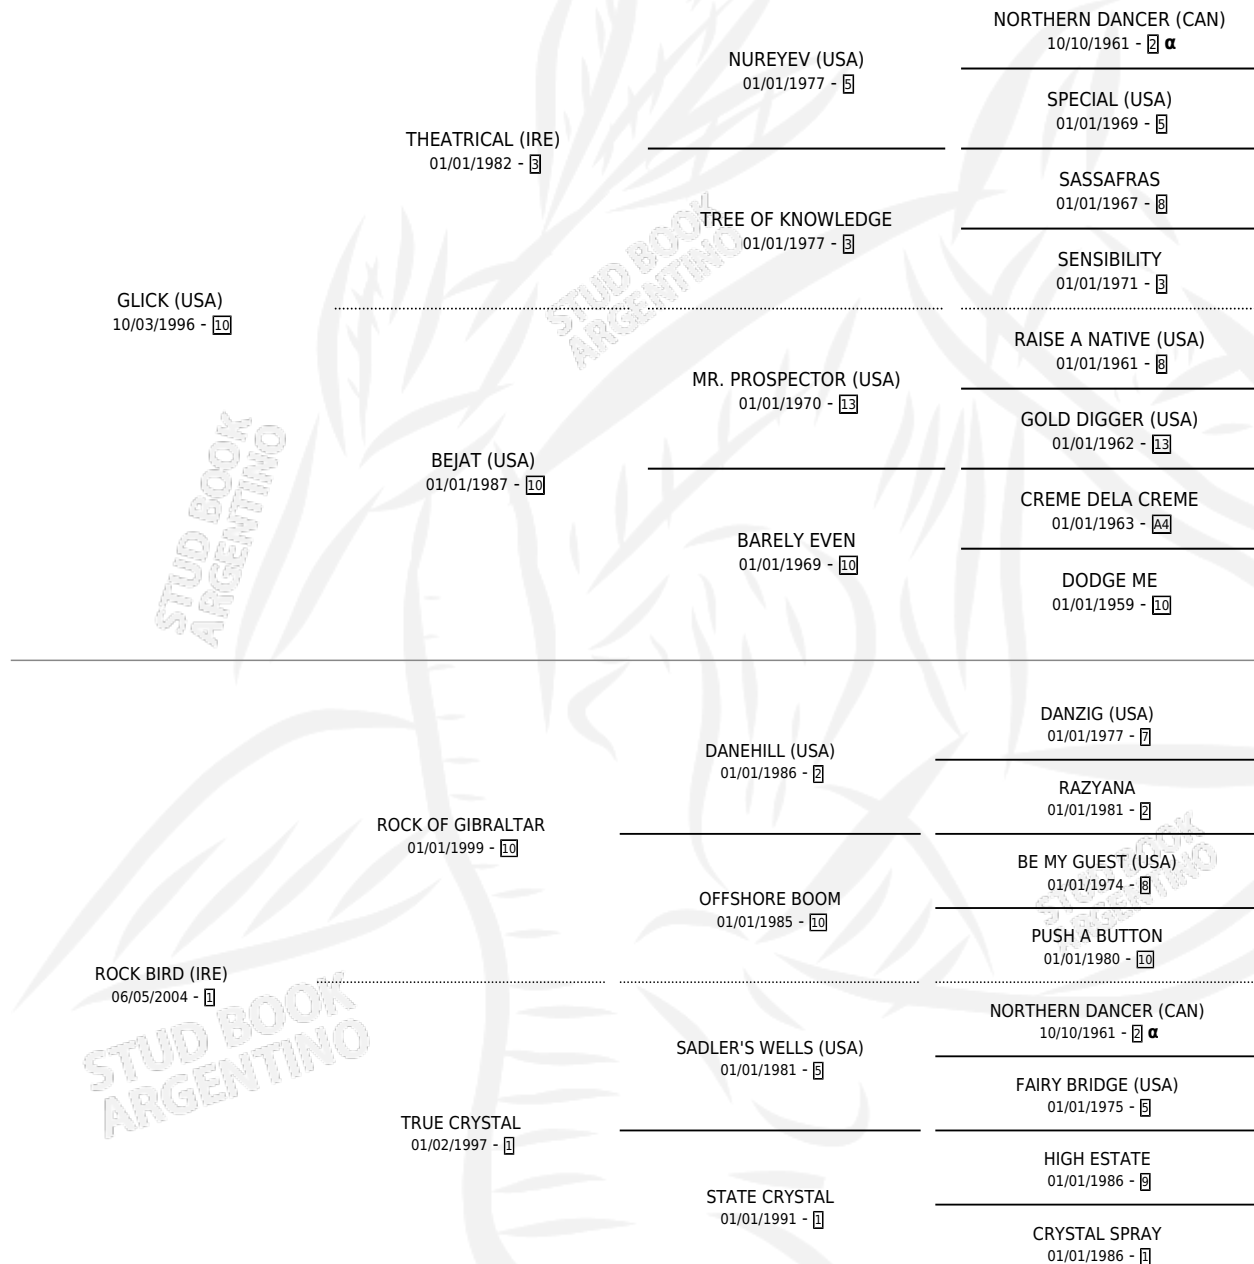 GLICK (USA)
10/03/1996 - 10
THEATRICAL (IRE)
01/01/1982 - 3
NUREYEV (USA)
01/01/1977 - 5
NORTHERN DANCER (CAN)
10/10/1961 - 2 α
SPECIAL (USA)
01/01/1969 - 5
TREE OF KNOWLEDGE
01/01/1977 - 3
SASSAFRAS
01/01/1967 - 8
SENSIBILITY
01/01/1971 - 3
BEJAT (USA)
01/01/1987 - 10
MR. PROSPECTOR (USA)
01/01/1970 - 13
RAISE A NATIVE (USA)
01/01/1961 - 8
GOLD DIGGER (USA)
01/01/1962 - 13
BARELY EVEN
01/01/1969 - 10
CREME DELA CREME
01/01/1963 - A4
DODGE ME
01/01/1959 - 10
ROCK BIRD (IRE)
06/05/2004 - 1
ROCK OF GIBRALTAR
01/01/1999 - 10
DANEHILL (USA)
01/01/1986 - 2
DANZIG (USA)
01/01/1977 - 7
RAZYANA
01/01/1981 - 2
OFFSHORE BOOM
01/01/1985 - 10
BE MY GUEST (USA)
01/01/1974 - 8
PUSH A BUTTON
01/01/1980 - 10
TRUE CRYSTAL
01/02/1997 - 1
SADLER'S WELLS (USA)
01/01/1981 - 5
NORTHERN DANCER (CAN)
10/10/1961 - 2 α
FAIRY BRIDGE (USA)
01/01/1975 - 5
STATE CRYSTAL
01/01/1991 - 1
HIGH ESTATE
01/01/1986 - 9
CRYSTAL SPRAY
01/01/1986 - 1
STUD BOOK
ARGENTINO
STUD BOOK
ARGENTINO
STUD BOOK
ARGENTINO
STUD BOOK
ARGENTINO